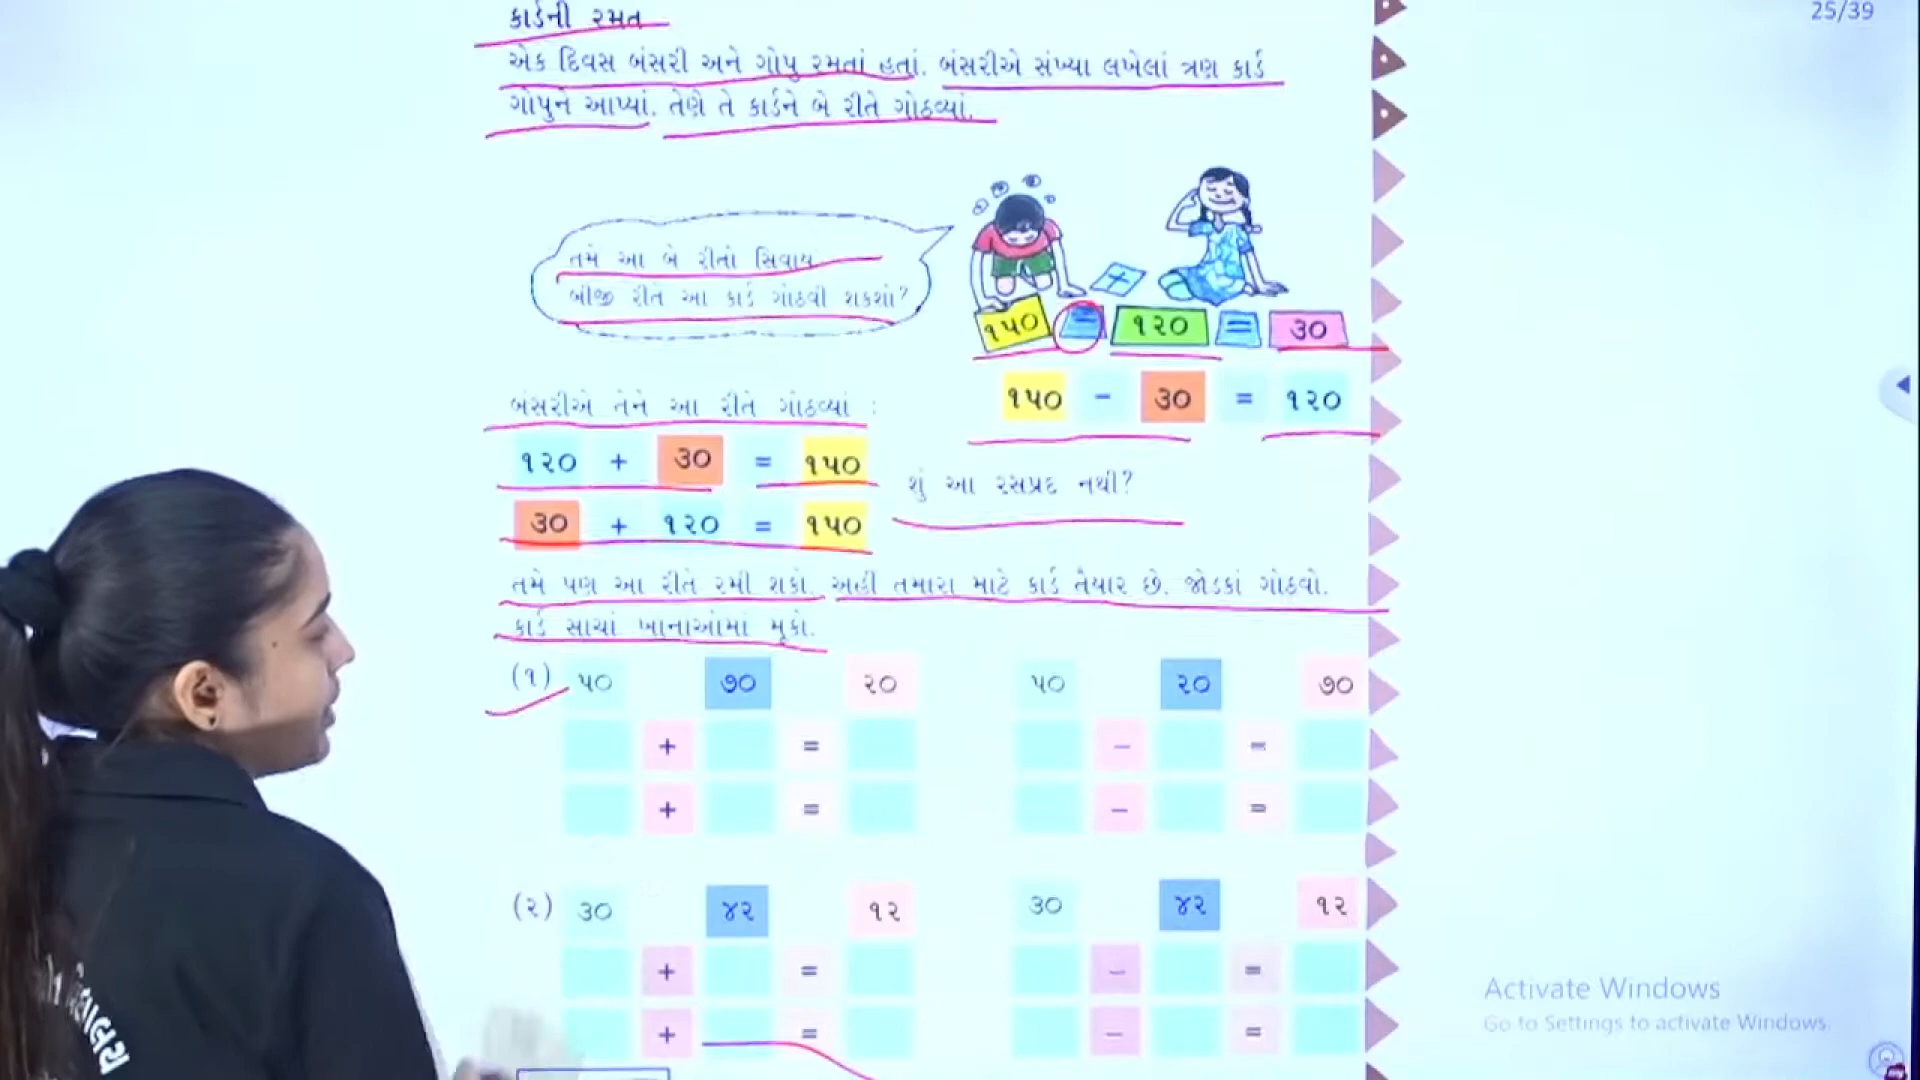 25/39
કાર્ડની રમત
એક દિવસ બંસરી અને ગોપુ રમતાં હતાં. બંસરીએ સંખ્યા લખેલાં ત્રણ કાર્ડ
ગોપુને આપ્યાં. તેણે તે કાર્ડને બે રીતે ગોઠવ્યાં.
તમે આ બે રીતો સિવાય
બીજી રીતે આ કાર્ડ ગોઠવી શકશો?
+
૧૫૦ = ૧૨૦ = ૩૦
૧૫૦ - ૩૦ = ૧૨૦
બંસરીએ તેને આ રીતે ગોઠવ્યાં :
૧૨૦ + ૩૦ = ૧૫૦
શું આ રસપ્રદ નથી?
૩૦ + ૧૨૦ = ૧૫૦
તમે પણ આ રીતે રમી શકો. અહીં તમારા માટે કાર્ડ તૈયાર છે. જોડકાં ગોઠવો.
કાર્ડ સાચાં ખાનાઓમાં મૂકો.
(૧) ૫૦ ૭૦ ૨૦ ૫૦ ૨૦ ૭૦
+ = - =
+ = - =
(૨) ૩૦ ૪૨ ૧૨ ૩૦ ૪૨ ૧૨
+ = - =
+ = - =
Activate Windows
Go to Settings to activate Windows.